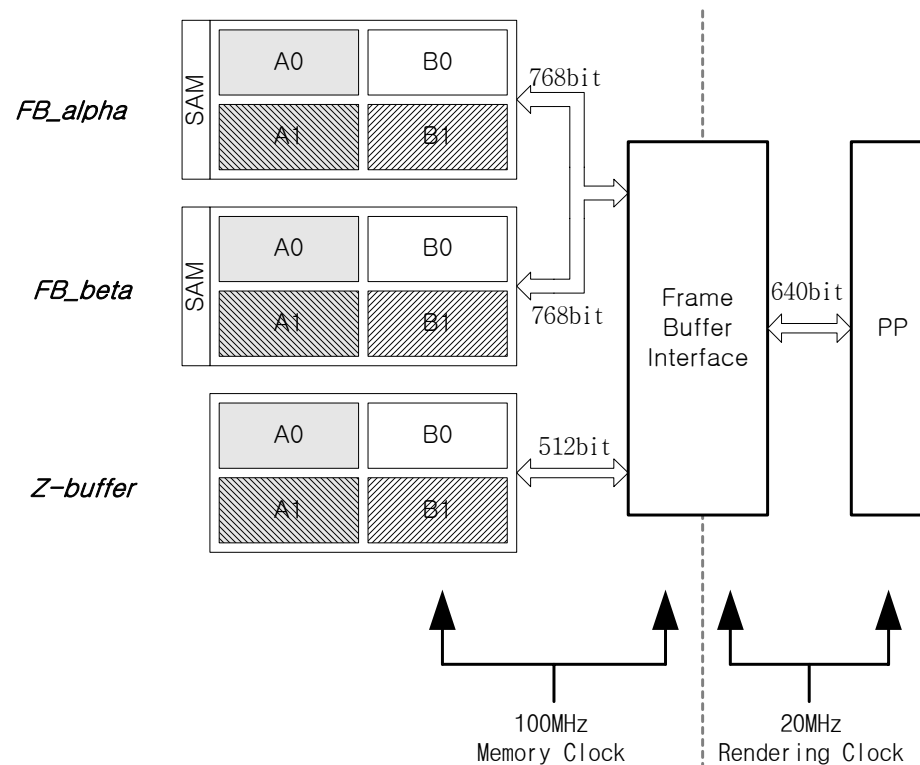 FB_alpha
SAM
A0
B0
A1
B1
768bit
FB_beta
SAM
A0
B0
A1
B1
768bit
Z-buffer
A0
B0
A1
B1
512bit
Frame
Buffer
Interface
640bit
PP
100MHz
Memory Clock
20MHz
Rendering Clock